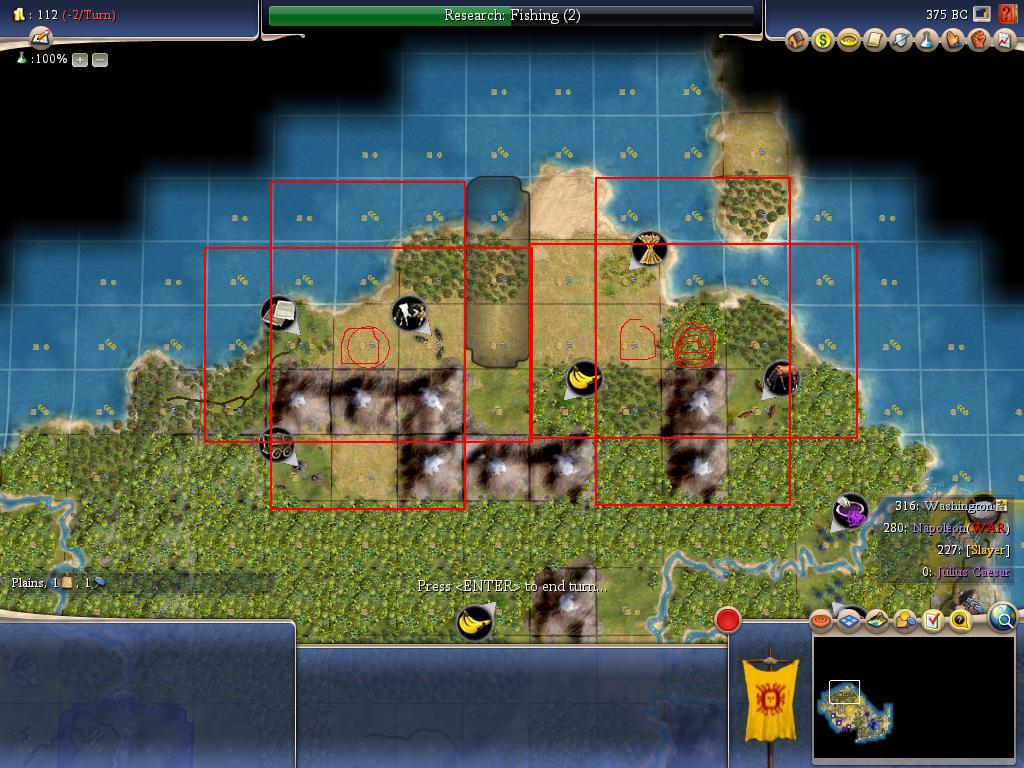 : 112 (-2/Turn)
Research: Fishing (2)
375 BC
:100%
316: Washington
280: Napoleon(WAR)
227: [Slayer]
0: Julius Caesar
Plains, 1 , 1
Press <ENTER> to end turn...